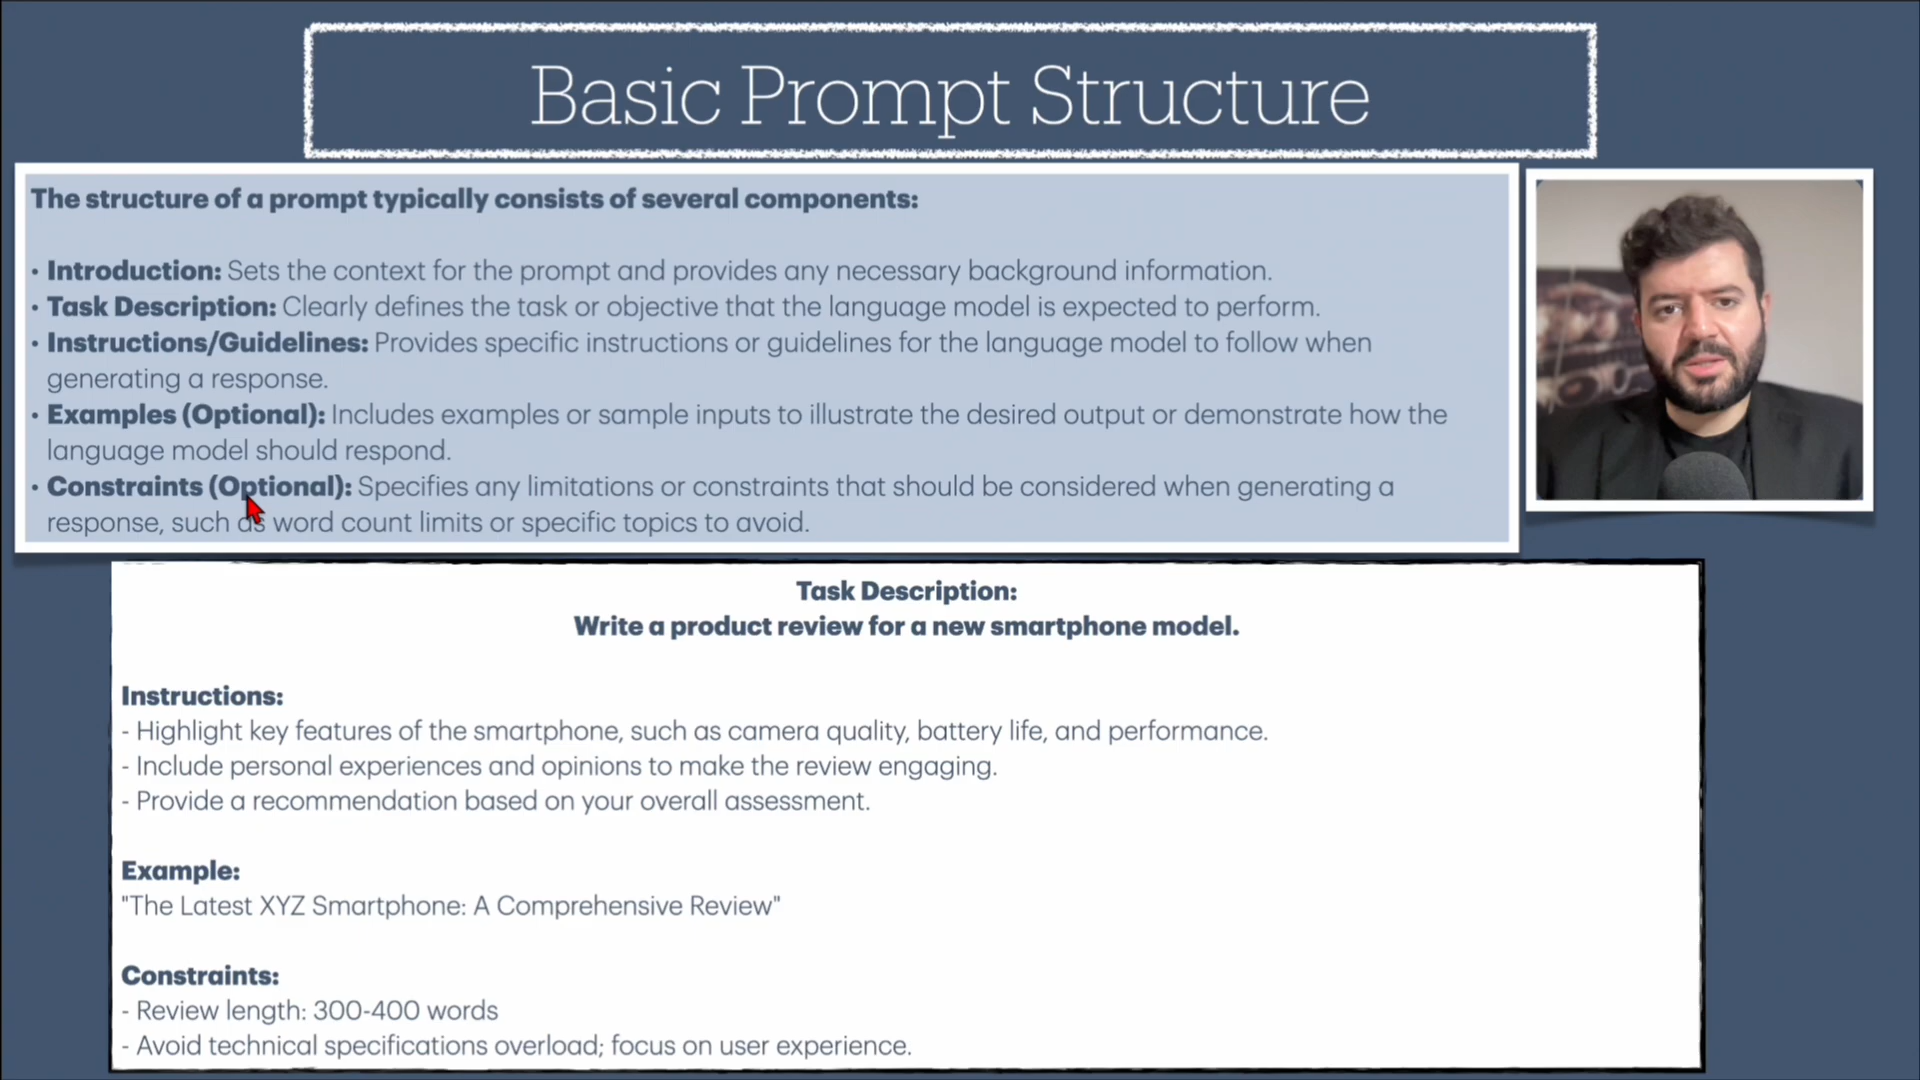 Basic Prompt Structure
The structure of a prompt typically consists of several components:
• Introduction: Sets the context for the prompt and provides any necessary background information.
• Task Description: Clearly defines the task or objective that the language model is expected to perform.
• Instructions/Guidelines: Provides specific instructions or guidelines for the language model to follow when
generating a response.
• Examples (Optional): Includes examples or sample inputs to illustrate the desired output or demonstrate how the
language model should respond.
• Constraints (Optional): Specifies any limitations or constraints that should be considered when generating a
response, such as word count limits or specific topics to avoid.
Task Description:
Write a product review for a new smartphone model.
Instructions:
- Highlight key features of the smartphone, such as camera quality, battery life, and performance.
- Include personal experiences and opinions to make the review engaging.
- Provide a recommendation based on your overall assessment.
Example:
"The Latest XYZ Smartphone: A Comprehensive Review"
Constraints:
- Review length: 300-400 words
- Avoid technical specifications overload; focus on user experience.